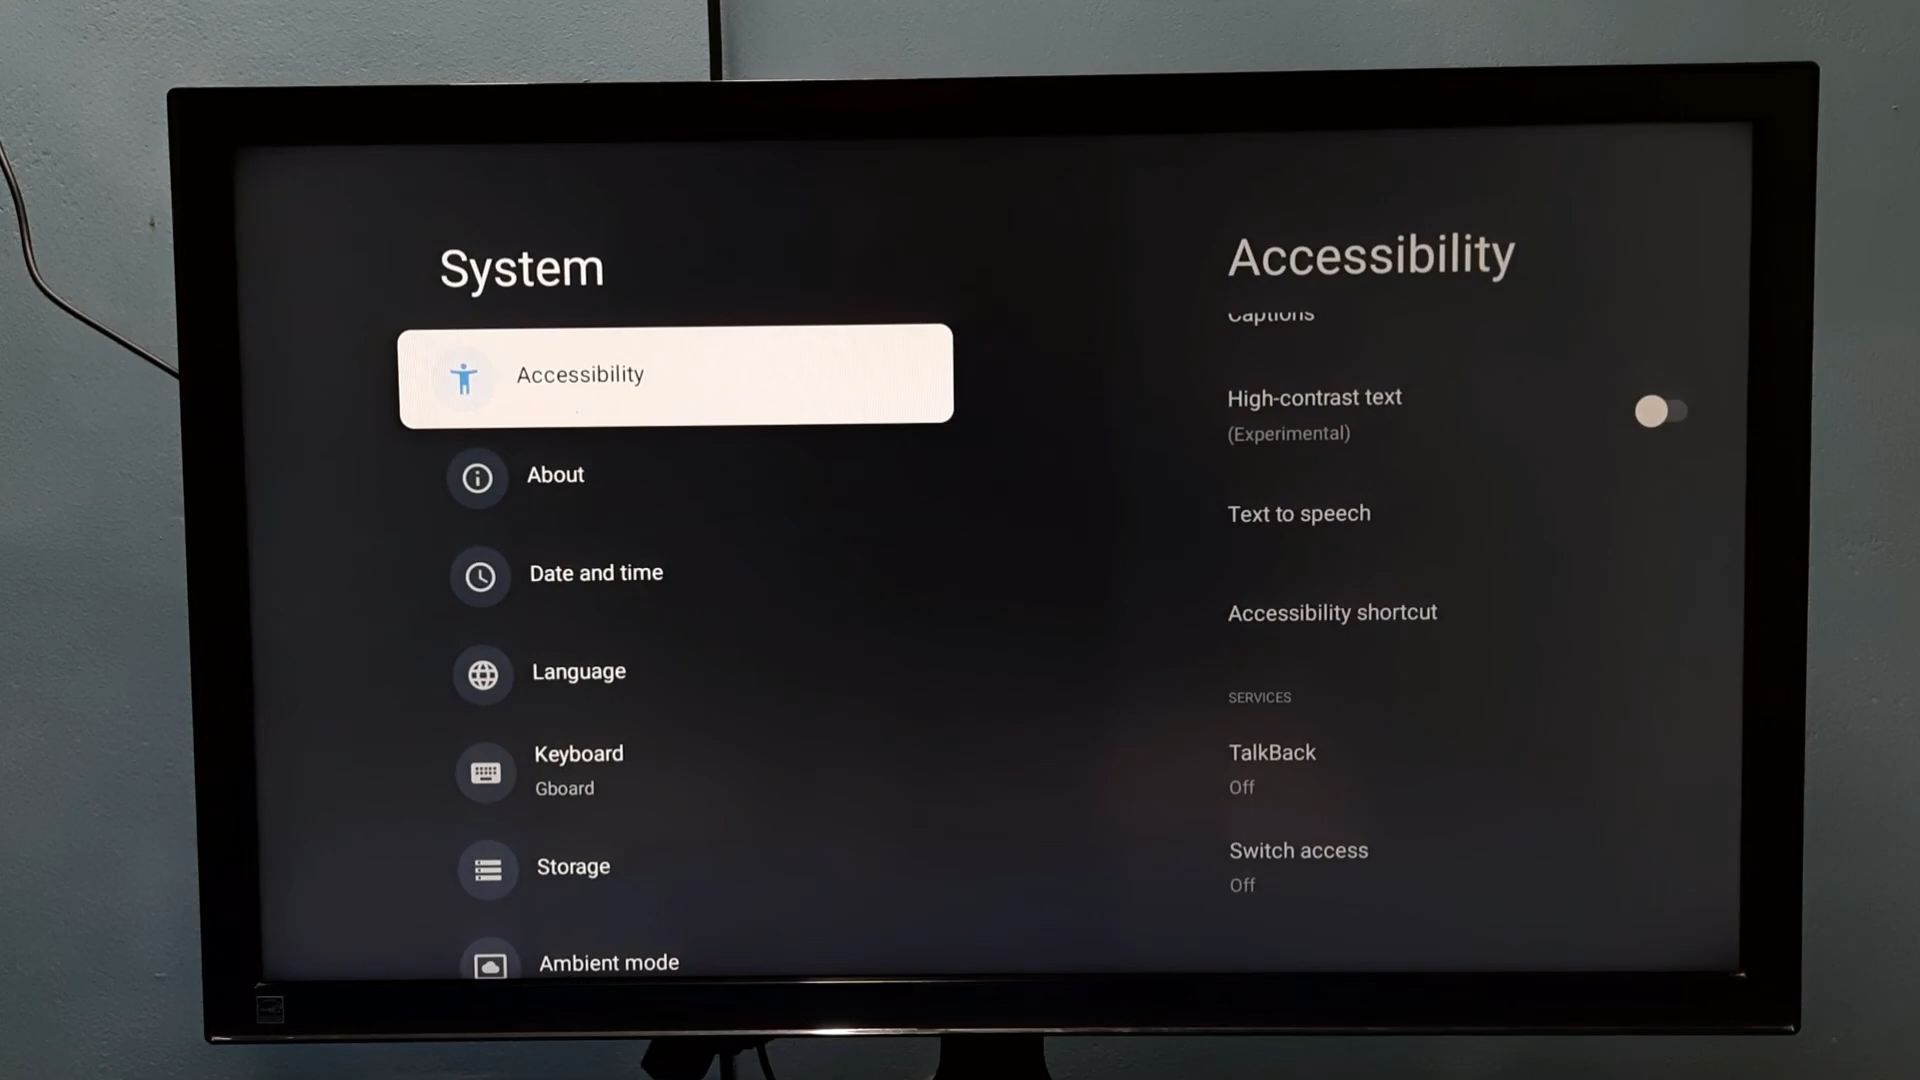 System
Accessibility
About
Date and time
Language
Keyboard
Gboard
Storage
Ambient mode
Accessibility
Captions
High-contrast text
(Experimental)
Text to speech
Accessibility shortcut
SERVICES
TalkBack
Off
Switch access
Off